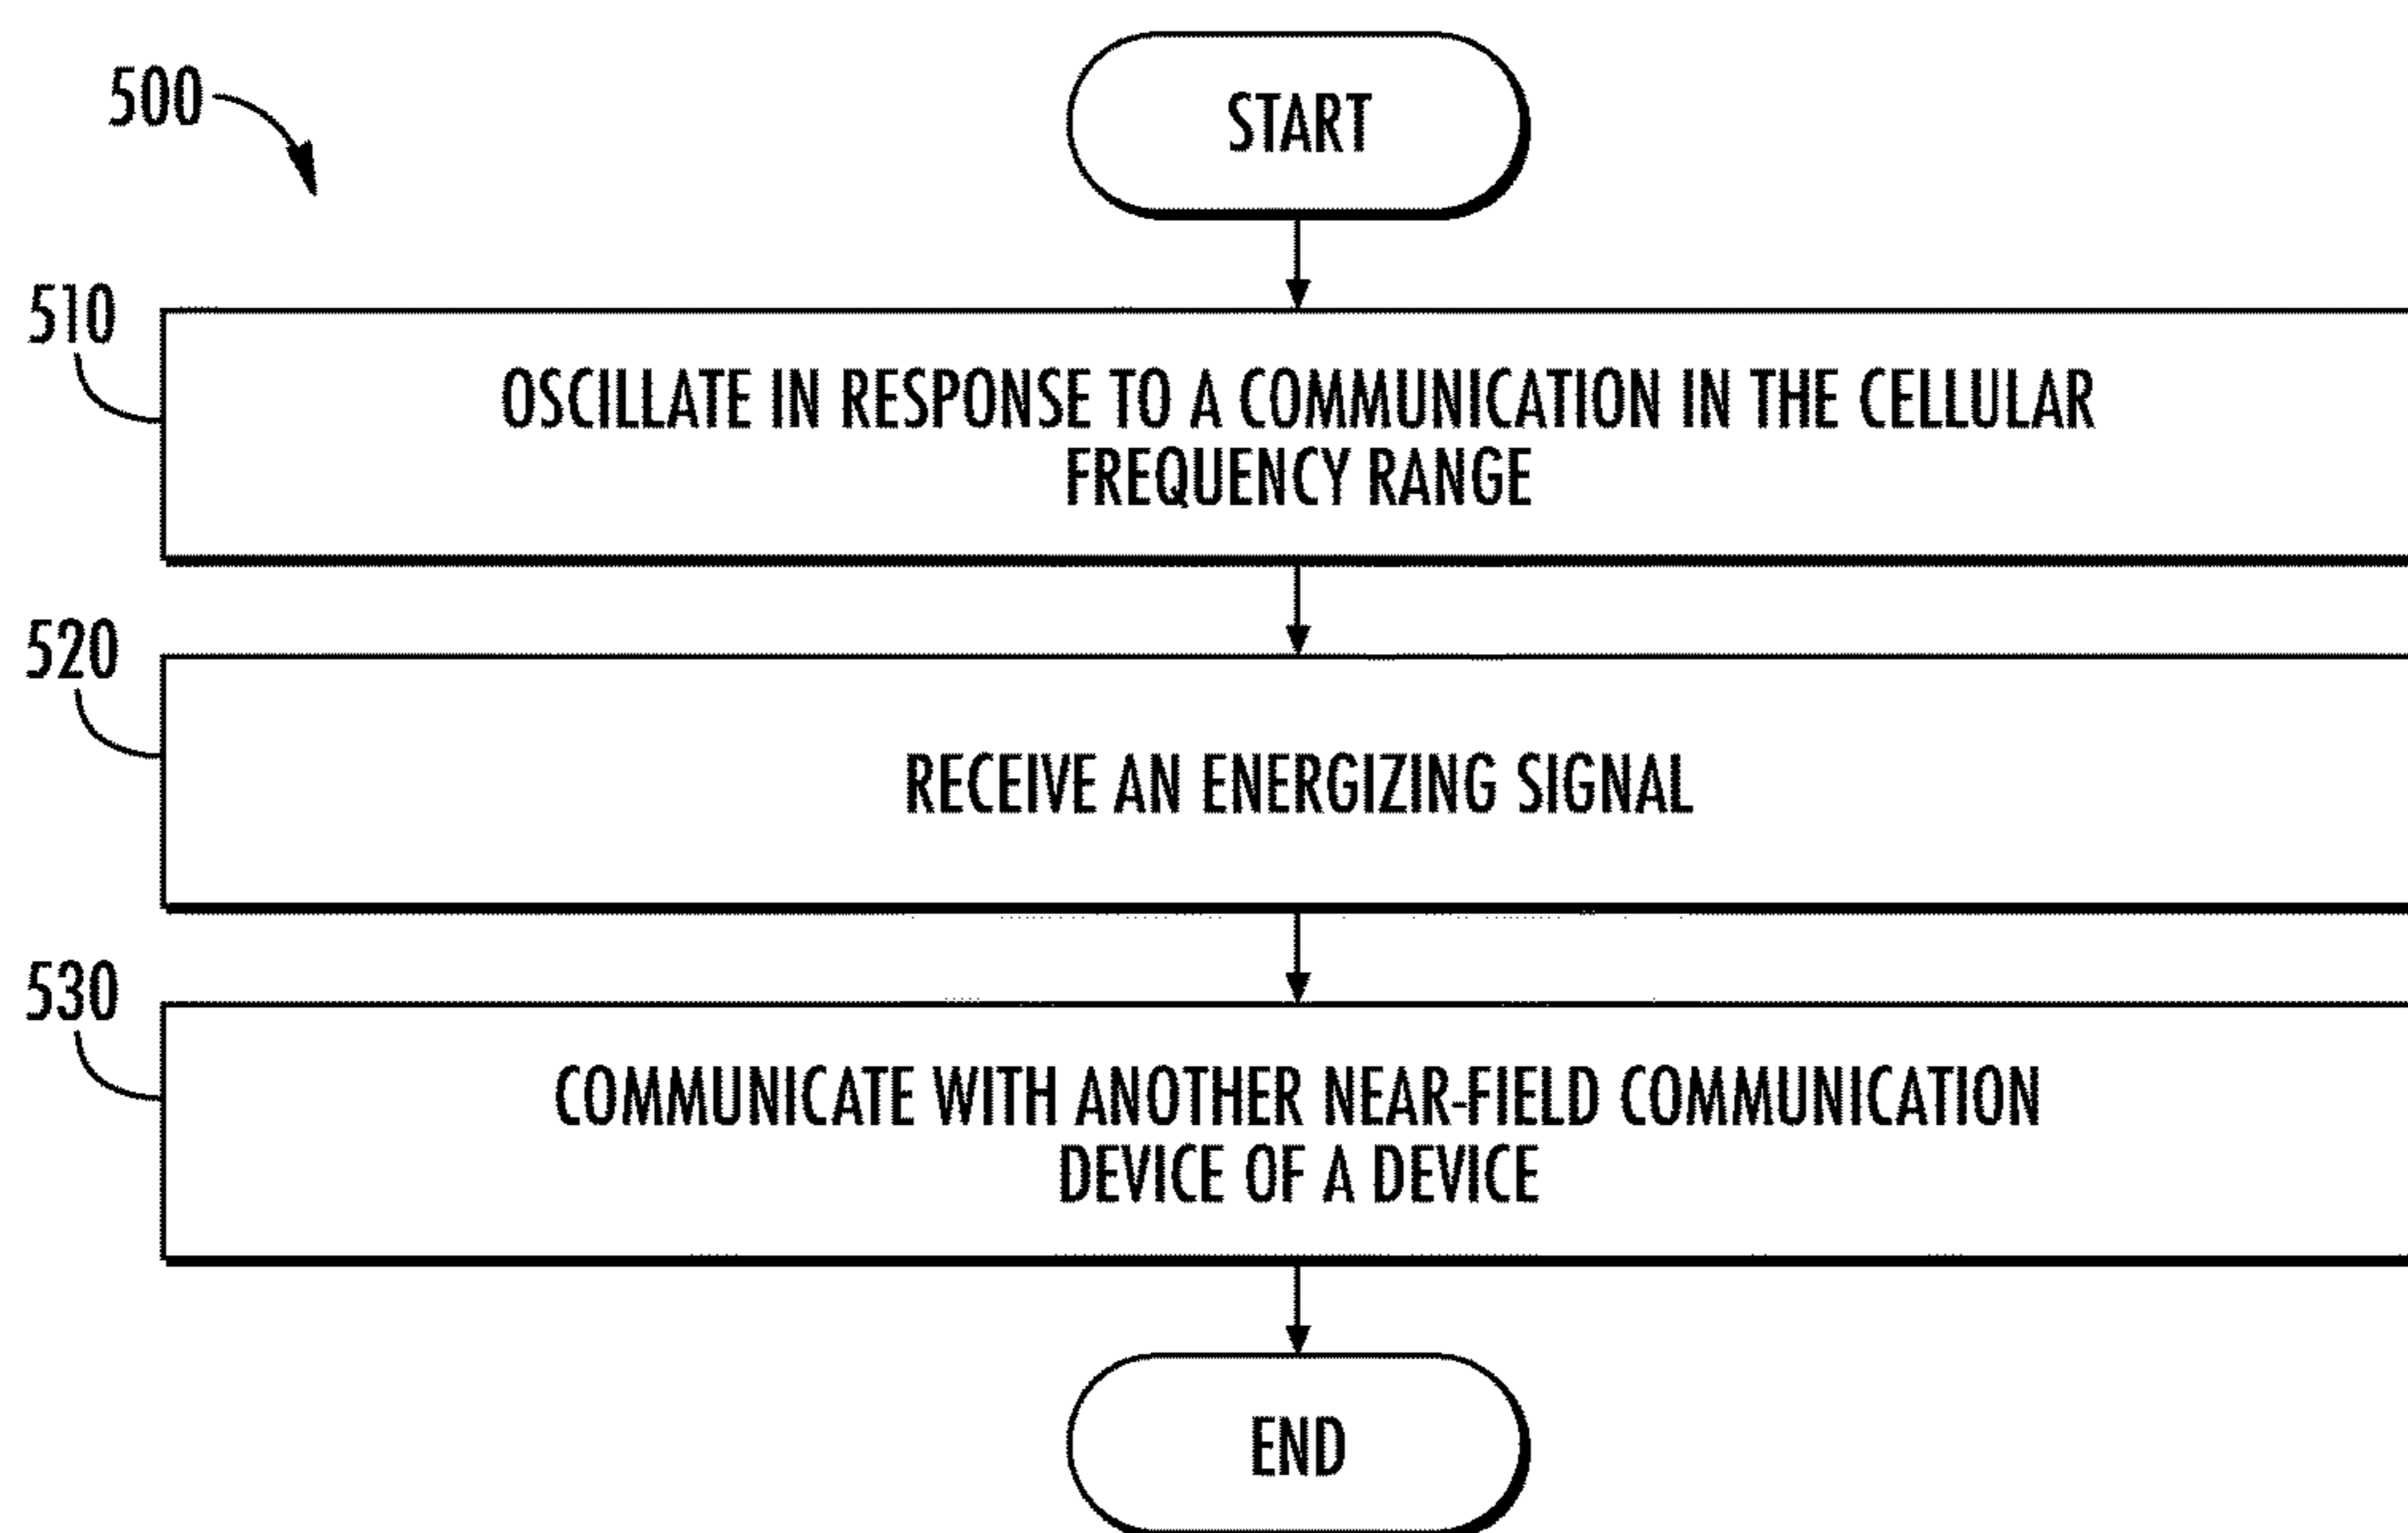 500
START
510
OSCILLATE IN RESPONSE TO A COMMUNICATION IN THE CELLULAR
FREQUENCY RANGE
520
RECEIVE AN ENERGIZING SIGNAL
530
COMMUNICATE WITH ANOTHER NEAR-FIELD COMMUNICATION
DEVICE OF A DEVICE
END